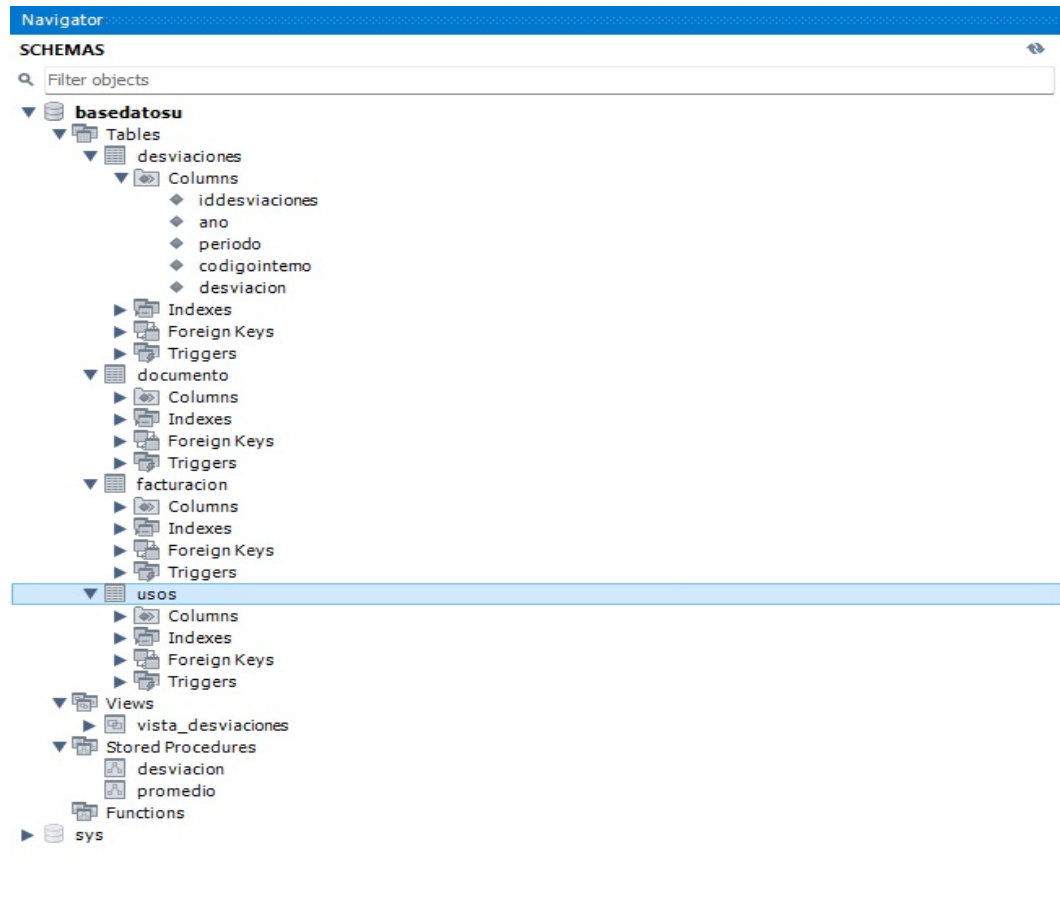 Navigator
SCHEMAS
Filter objects
basedatosu
Tables
desviaciones
Columns
iddesviaciones
ano
periodo
codigointemo
desviacion
Indexes
Foreign Keys
Triggers
documento
Columns
Indexes
Foreign Keys
Triggers
facturacion
Columns
Indexes
Foreign Keys
Triggers
usos
Columns
Indexes
Foreign Keys
Triggers
Views
vista_desviaciones
Stored Procedures
desviacion
promedio
Functions
sys